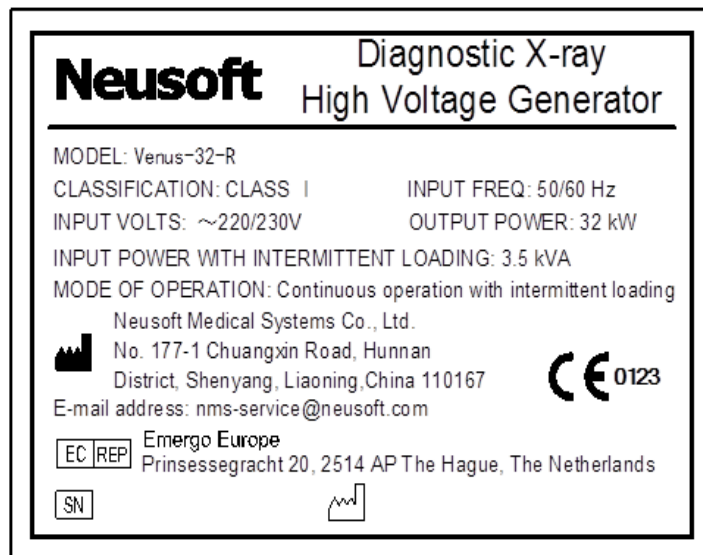 Neusoft
Diagnostic X-ray
High Voltage Generator
MODEL: Venus-32-R
CLASSIFICATION: CLASS I INPUT FREQ: 50/60 Hz
INPUT VOLTS: ~220/230V OUTPUT POWER: 32 kW
INPUT POWER WITH INTERMITTENT LOADING: 3.5 kVA
MODE OF OPERATION: Continuous operation with intermittent loading
Neusoft Medical Systems Co., Ltd.
No. 177-1 Chuangxin Road, Hunnan
District, Shenyang, Liaoning,China 110167
CE 0123
E-mail address: nms-service@neusoft.com
EC REP Emergo Europe
Prinsessegracht 20, 2514 AP The Hague, The Netherlands
SN